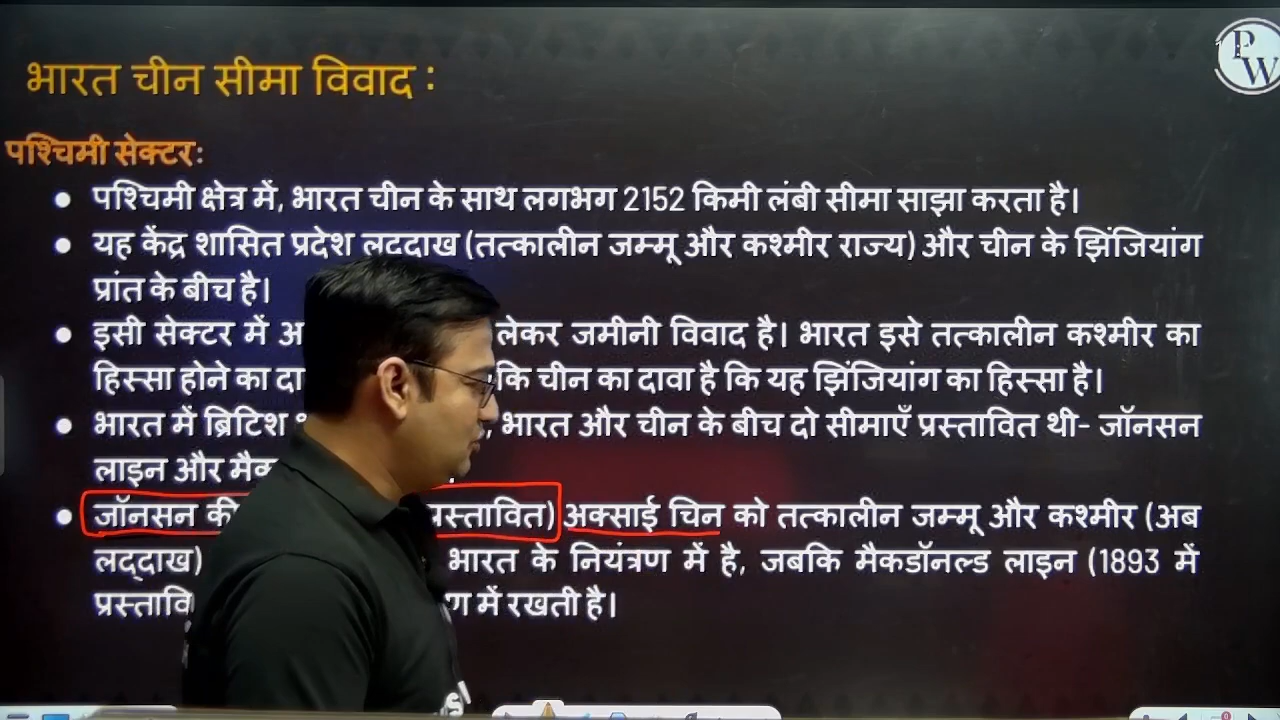 भारत चीन सीमा विवाद :
PW
पश्चिमी सेक्टर:
● पश्चिमी क्षेत्र में, भारत चीन के साथ लगभग 2152 किमी लंबी सीमा साझा करता है।
● यह केंद्र शासित प्रदेश लद्दाख (तत्कालीन जम्मू और कश्मीर राज्य) और चीन के झिंजियांग
प्रांत के बीच है।
● इसी सेक्टर में लेकर जमीनी विवाद है। भारत इसे तत्कालीन कश्मीर का
हिस्सा होने का कि चीन का दावा है कि यह झिंजियांग का हिस्सा है।
● भारत में ब्रिटिश भारत और चीन के बीच दो सीमाएँ प्रस्तावित थी- जॉनसन
लाइन और
● जॉनसन की प्रस्तावित) अक्साई चिन को तत्कालीन जम्मू और कश्मीर (अब
लद्दाख) भारत के नियंत्रण में है, जबकि मैकडॉनल्ड लाइन (1893 में
में रखती है।